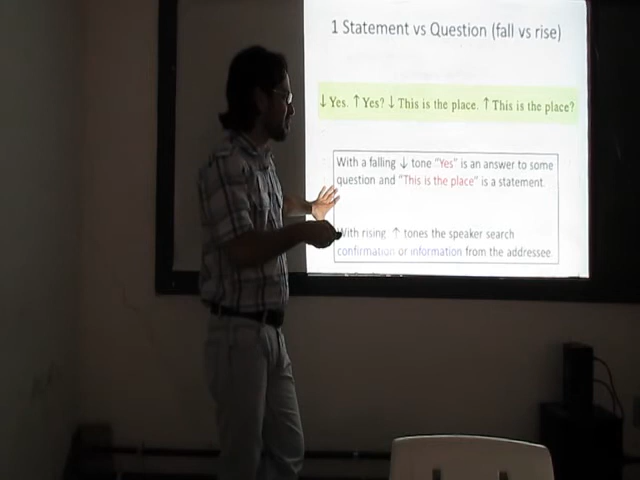 1 Statement vs Question (fall vs rise)
↓ Yes. ↑ Yes? ↓ This is the place. ↑ This is the place?
With a falling ↓ tone “Yes” is an answer to some
question and “This is the place” is a statement.
With rising ↑ tones the speaker search
confirmation or information from the addressee.